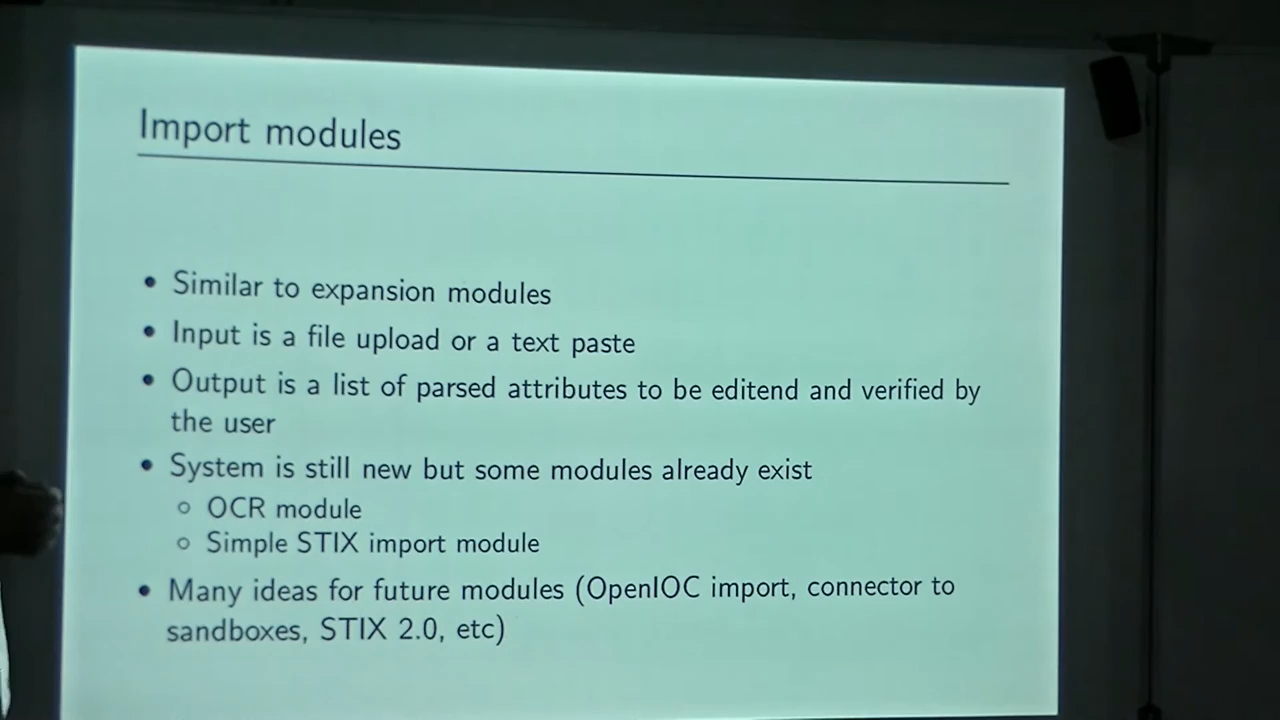 Import modules
• Similar to expansion modules
• Input is a file upload or a text paste
• Output is a list of parsed attributes to be editend and verified by
the user
• System is still new but some modules already exist
○ OCR module
○ Simple STIX import module
• Many ideas for future modules (OpenIOC import, connector to
sandboxes, STIX 2.0, etc)